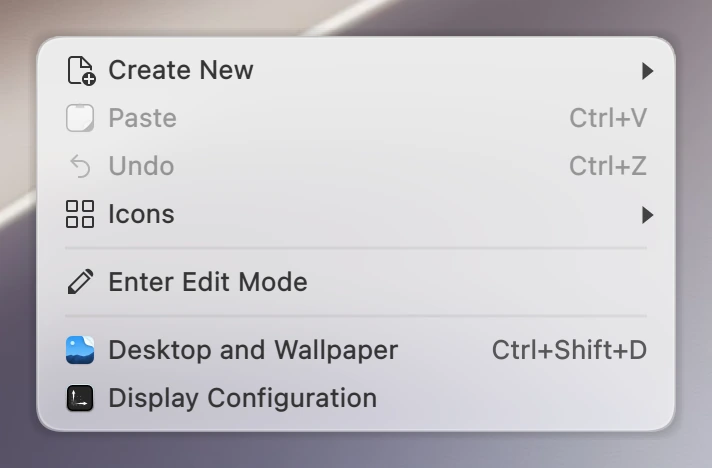 Create New
Paste Ctrl+V
Undo Ctrl+Z
Icons
Enter Edit Mode
Desktop and Wallpaper Ctrl+Shift+D
Display Configuration